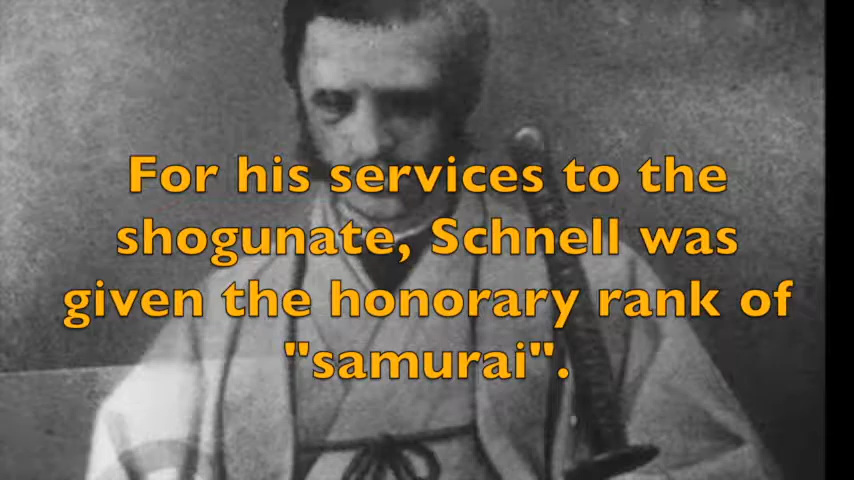 For his services to the
shogunate, Schnell was
given the honorary rank of
"samurai".